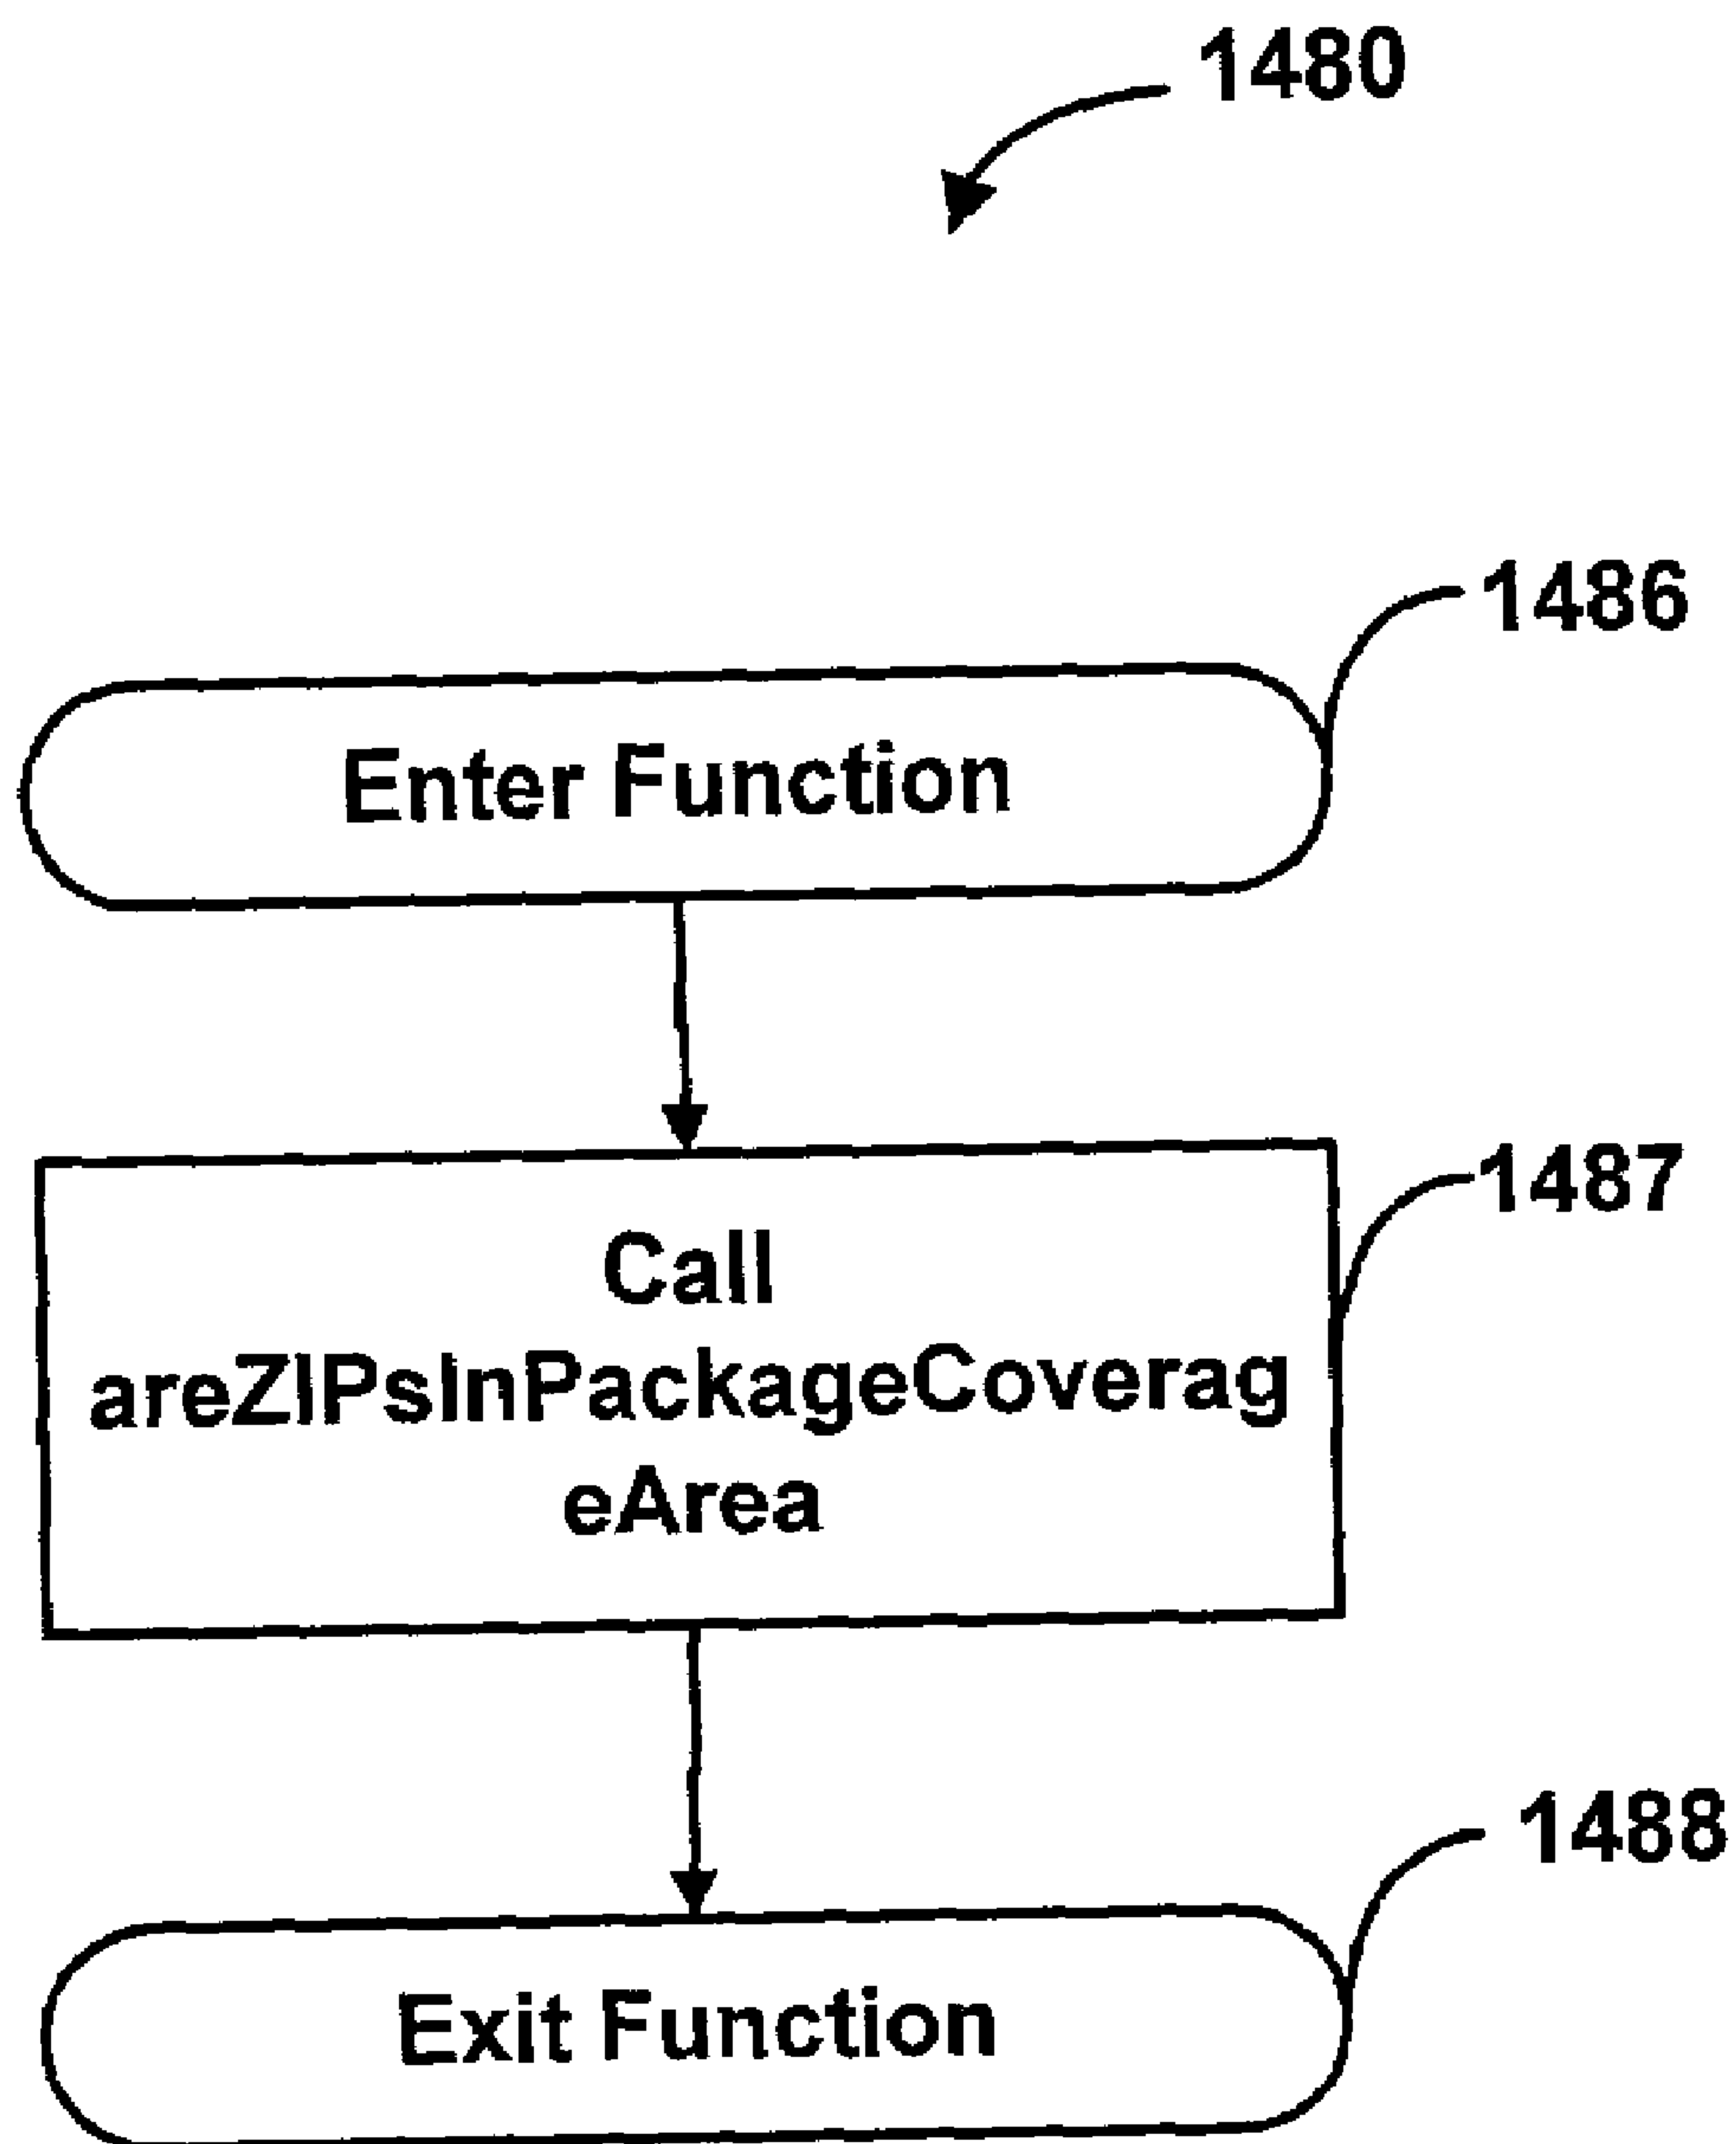 1480
1486
Enter Function
1487
Call
areZIPsInPackageCoverag
eArea
1488
Exit Function